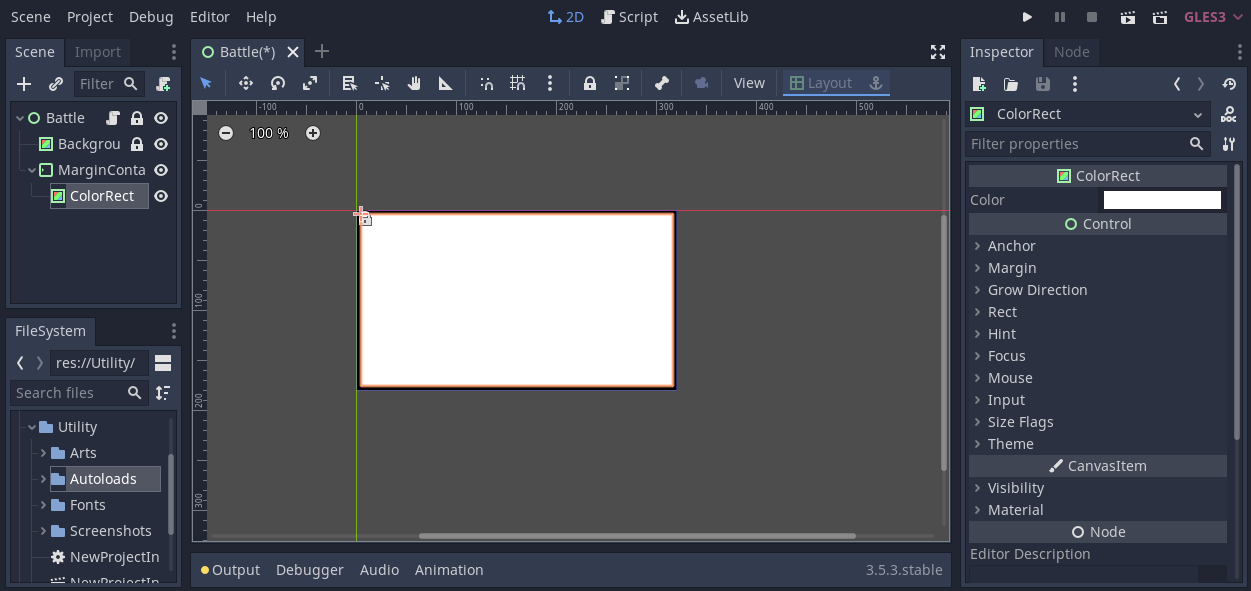 Scene Project Debug Editor Help 2D Script AssetLib GLES3
Scene Import
Filter
Battle
Backgrou
MarginConta
ColorRect
FileSystem
res://Utility/
Search files
Utility
Arts
Autoloads
Fonts
Screenshots
NewProjectIn
NewProjectIn
Battle(*)
View Layout
-100 0 100 200 300 400 500
100 %
0
100
200
300
Output Debugger Audio Animation 3.5.3.stable
Inspector Node
ColorRect
Filter properties
ColorRect
Color
Control
Anchor
Margin
Grow Direction
Rect
Hint
Focus
Mouse
Input
Size Flags
Theme
CanvasItem
Visibility
Material
Node
Editor Description